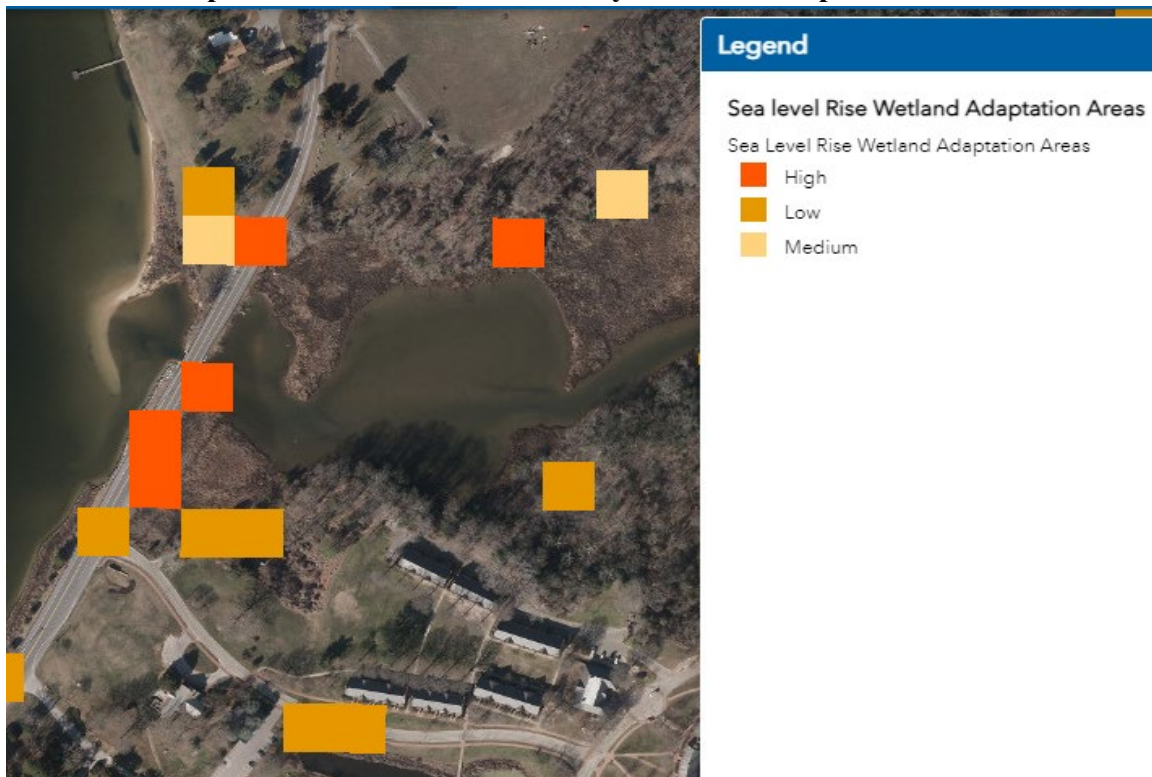 Legend
Sea level Rise Wetland Adaptation Areas
Sea Level Rise Wetland Adaptation Areas
High
Low
Medium